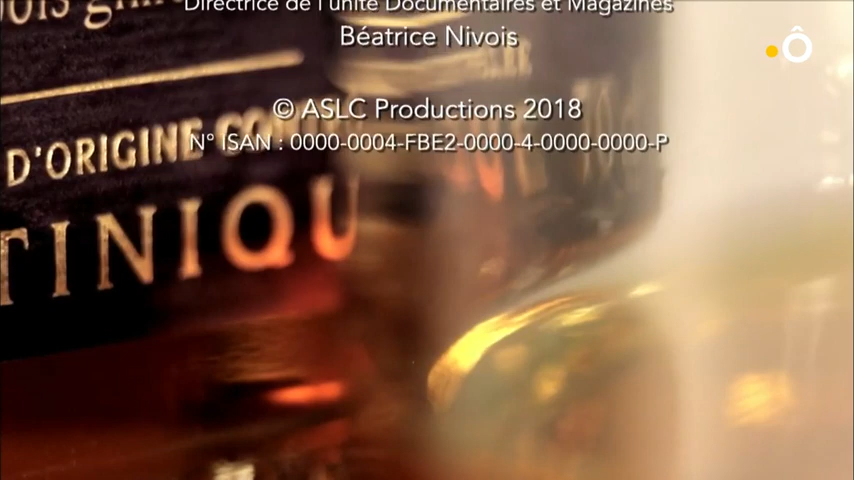 Directrice de l'unité Documentaires et Magazines
Béatrice Nivois
© ASLC Productions 2018
N° ISAN : 0000-0004-FBE2-0000-4-0000-0000-P
D'ORIGINE
TINIQU
Ô